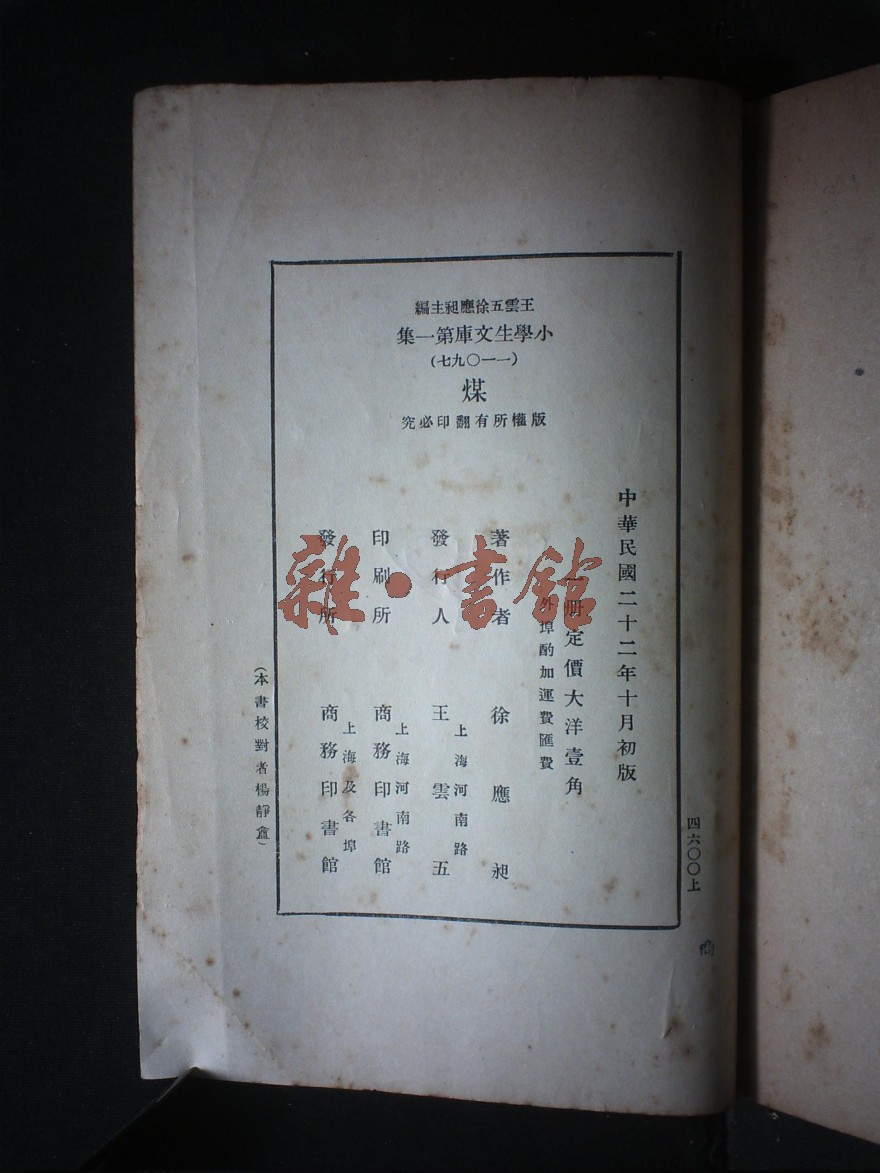 王雲五徐應昶主編
小學生文庫第一集
(一一〇九七)
煤
版權所有翻印必究
中華民國二十二年十月初版
一冊定價大洋壹角
外埠酌加運費匯費
著作者 徐應昶
發行人 上海河南路 王雲五
印刷所 上海河南路 商務印書館
發行所 上海及各埠 商務印書館
(本書校對者楊靜盦)
四六〇〇上
雜·書館